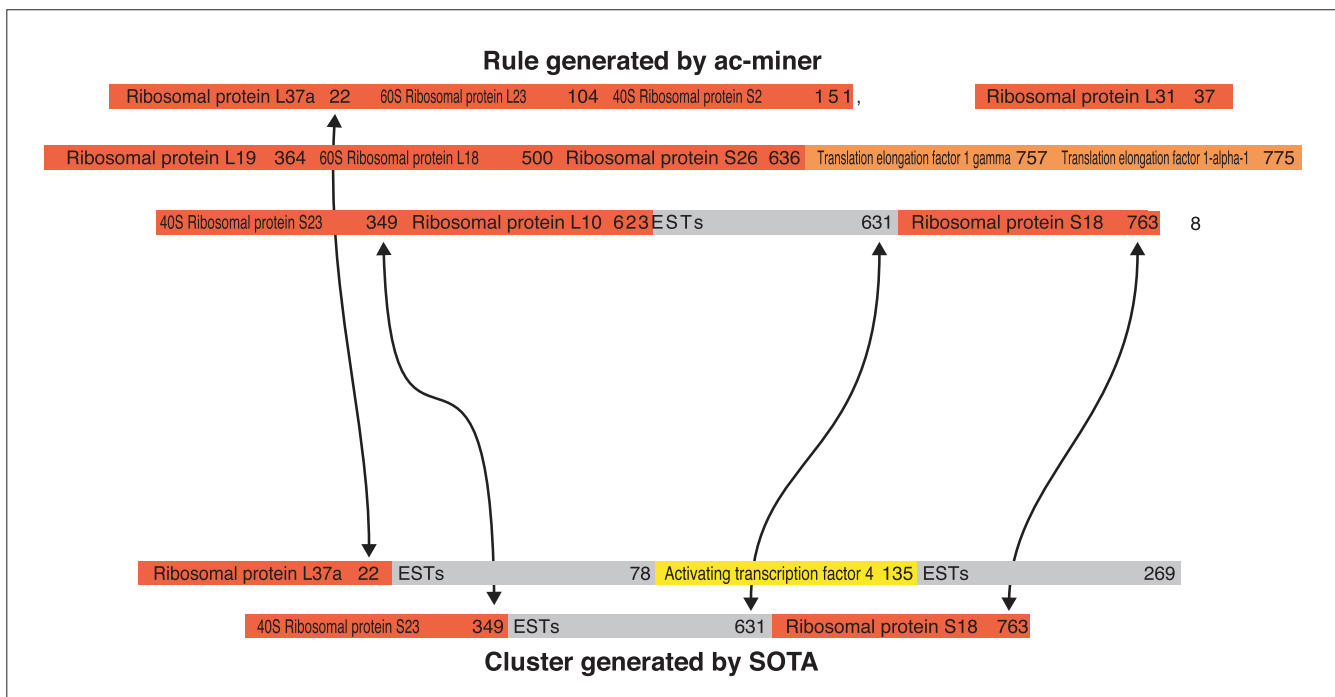 Rule generated by ac-miner
Ribosomal protein L37a 22 60S Ribosomal protein L23 104 40S Ribosomal protein S2 151, Ribosomal protein L31 37
Ribosomal protein L19 364 60S Ribosomal protein L18 500 Ribosomal protein S26 636 Translation elongation factor 1 gamma 757 Translation elongation factor 1-alpha-1 775
40S Ribosomal protein S23 349 Ribosomal protein L10 623 ESTs 631 Ribosomal protein S18 763 8
Ribosomal protein L37a 22 ESTs 78 Activating transcription factor 4 135 ESTs 269
40S Ribosomal protein S23 349 ESTs 631 Ribosomal protein S18 763
Cluster generated by SOTA